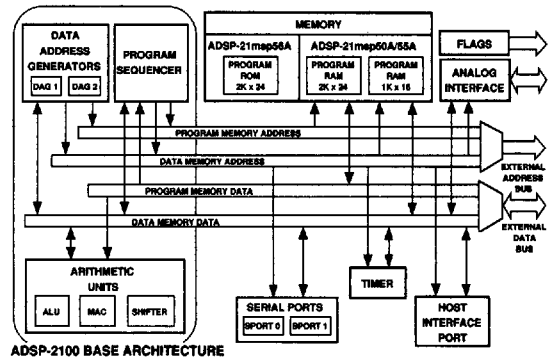 MEMORY
ADSP-21msp56A
ADSP-21msp50A/55A
PROGRAM
ROM
2K x 24
PROGRAM
RAM
2K x 24
PROGRAM
RAM
1K x 16
FLAGS
ANALOG
INTERFACE
DATA
ADDRESS
GENERATORS
DAG 1
DAG 2
PROGRAM
SEQUENCER
PROGRAM MEMORY ADDRESS
DATA MEMORY ADDRESS
PROGRAM MEMORY DATA
DATA MEMORY DATA
EXTERNAL
ADDRESS
BUS
EXTERNAL
DATA
BUS
ARITHMETIC
UNITS
ALU
MAC
SHIFTER
SERIAL PORTS
SPORT 0
SPORT 1
TIMER
HOST
INTERFACE
PORT
ADSP-2100 BASE ARCHITECTURE